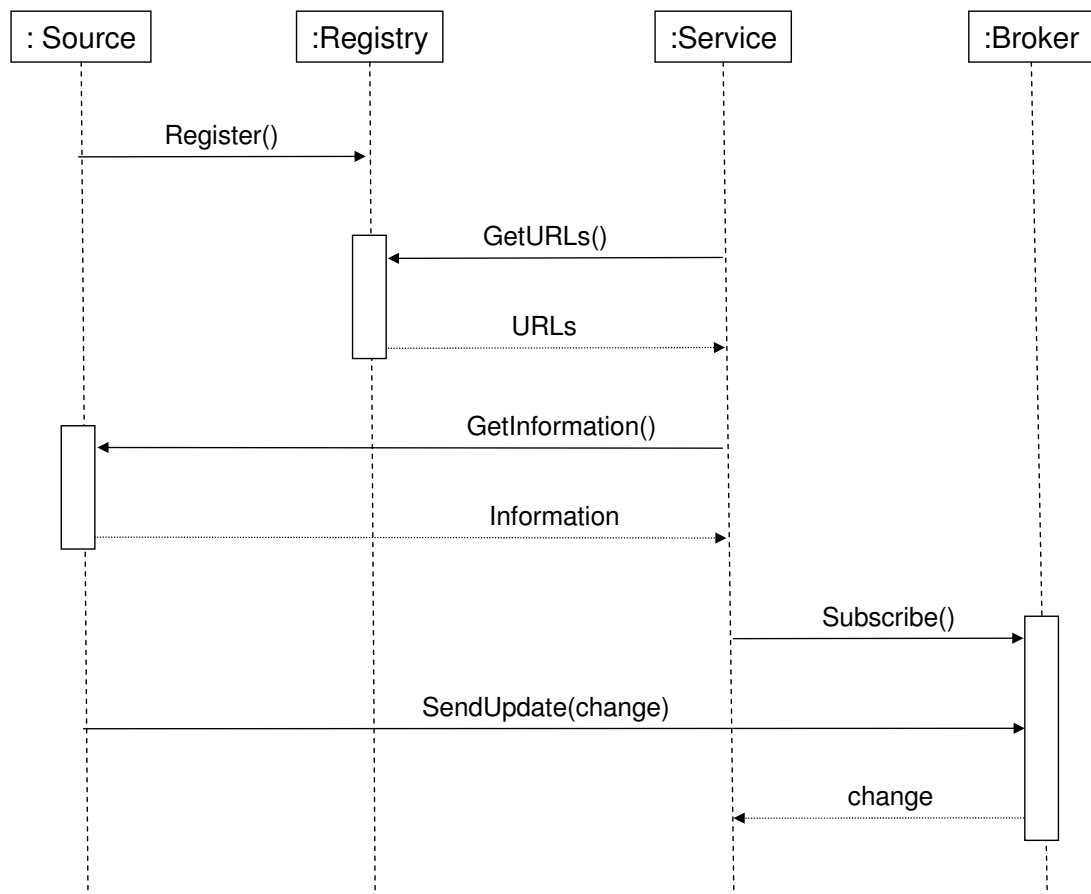 : Source
:Registry
:Service
:Broker
Register()
GetURLs()
URLs
GetInformation()
Information
Subscribe()
SendUpdate(change)
change